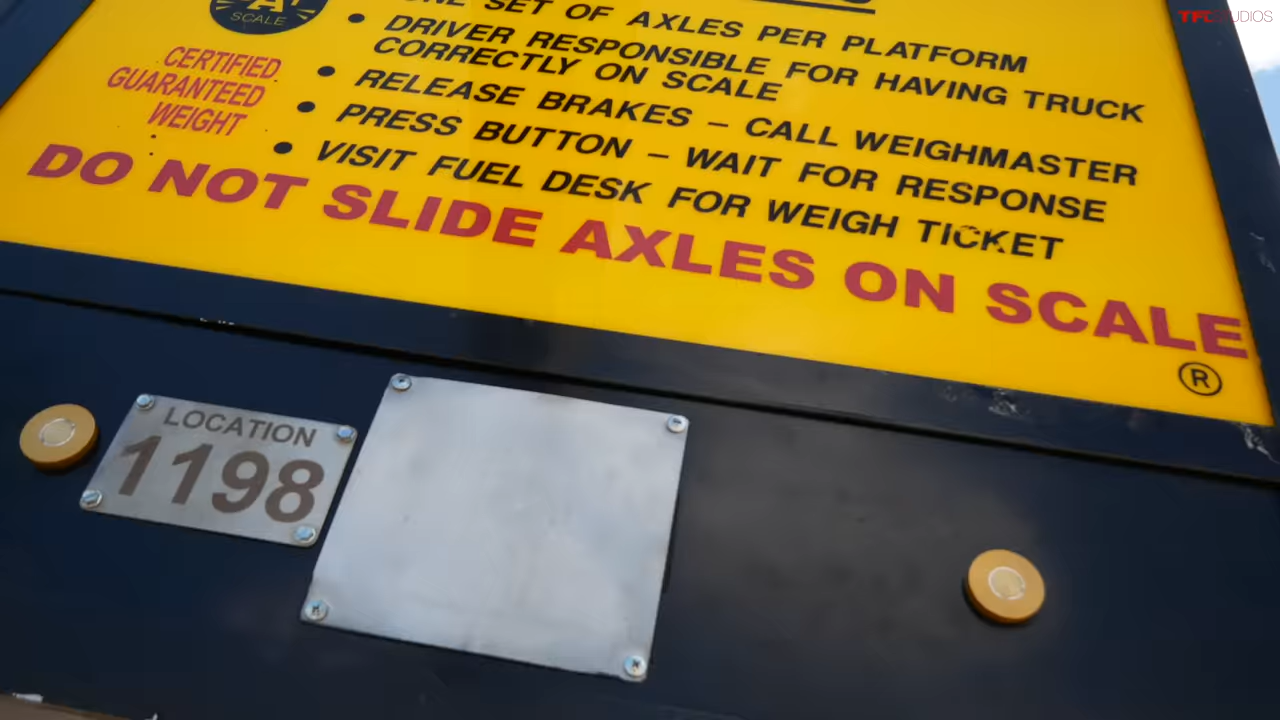 TFLSTUDIOS
A
SCALE
ONE SET OF AXLES PER PLATFORM
• DRIVER RESPONSIBLE FOR HAVING TRUCK
CORRECTLY ON SCALE
• RELEASE BRAKES – CALL WEIGHMASTER
• PRESS BUTTON – WAIT FOR RESPONSE
• VISIT FUEL DESK FOR WEIGH TICKET
CERTIFIED
GUARANTEED
WEIGHT
DO NOT SLIDE AXLES ON SCALE
®
LOCATION
1198